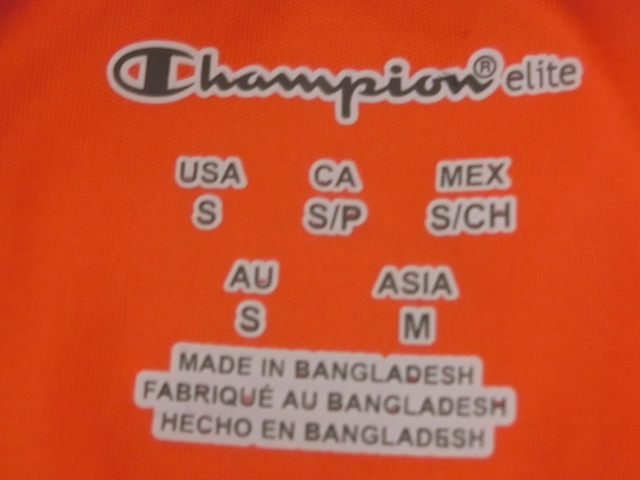 Champion® elite
USA CA MEX
S S/P S/CH
AU ASIA
S M
MADE IN BANGLADESH
FABRIQUÉ AU BANGLADESH
HECHO EN BANGLADESH